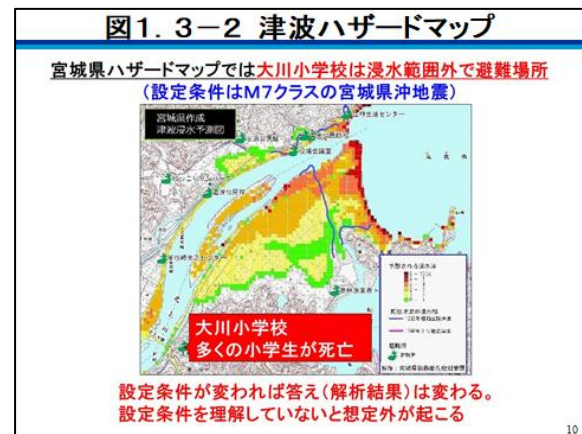 図1.3－2 津波ハザードマップ
宮城県ハザードマップでは大川小学校は浸水範囲外で避難場所
（設定条件はM7クラスの宮城県沖地震）
宮城県作成
津波浸水予測図
大川小学校
多くの小学生が死亡
設定条件が変われば答え（解析結果）は変わる。
設定条件を理解していないと想定外が起こる
10